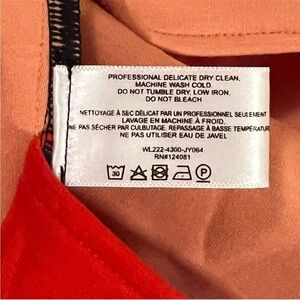 PROFESSIONAL DELICATE DRY CLEAN.
MACHINE WASH COLD.
DO NOT TUMBLE DRY, LOW IRON.
DO NOT BLEACH
NETTOYAGE À SEC DÉLICAT PAR UN PROFESSIONNEL SEULEMENT
LAVAGE EN MACHINE À FROID.
NE PAS SÉCHER PAR CULBUTAGE. REPASSAGE À BASSE TEMPÉRATUR
NE PAS UTILISER EAU DE JAVEL
WL222-4300-JY064
RN#124081
30 P